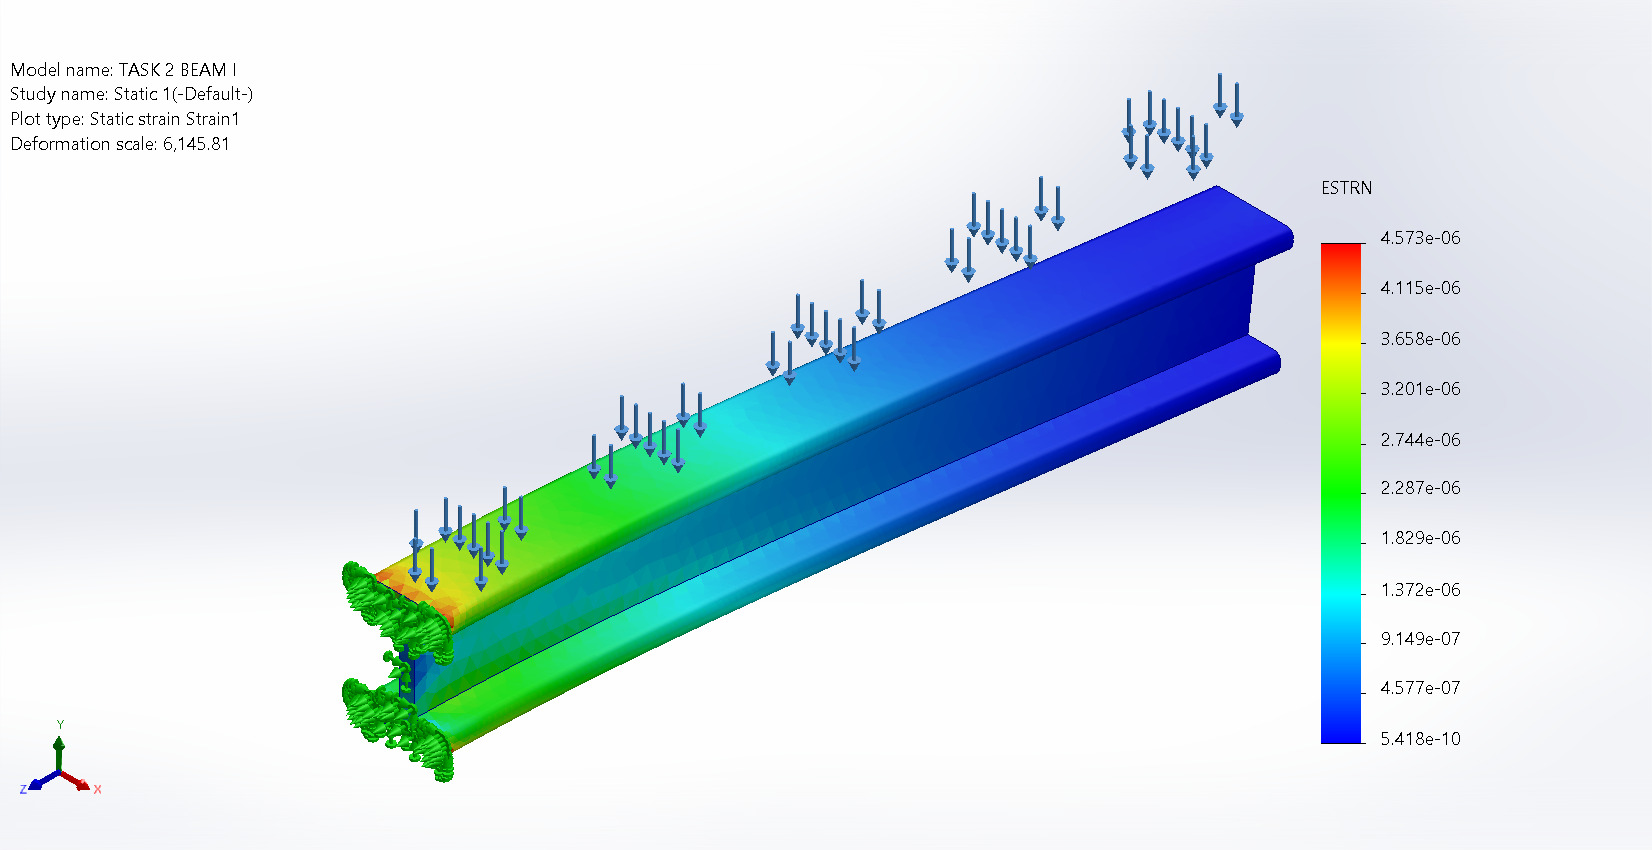 Model name: TASK 2 BEAM I
Study name: Static 1(-Default-)
Plot type: Static strain Strain1
Deformation scale: 6,145.81
ESTRN
4.573e-06
4.115e-06
3.658e-06
3.201e-06
2.744e-06
2.287e-06
1.829e-06
1.372e-06
9.149e-07
4.577e-07
5.418e-10
Y
Z
X